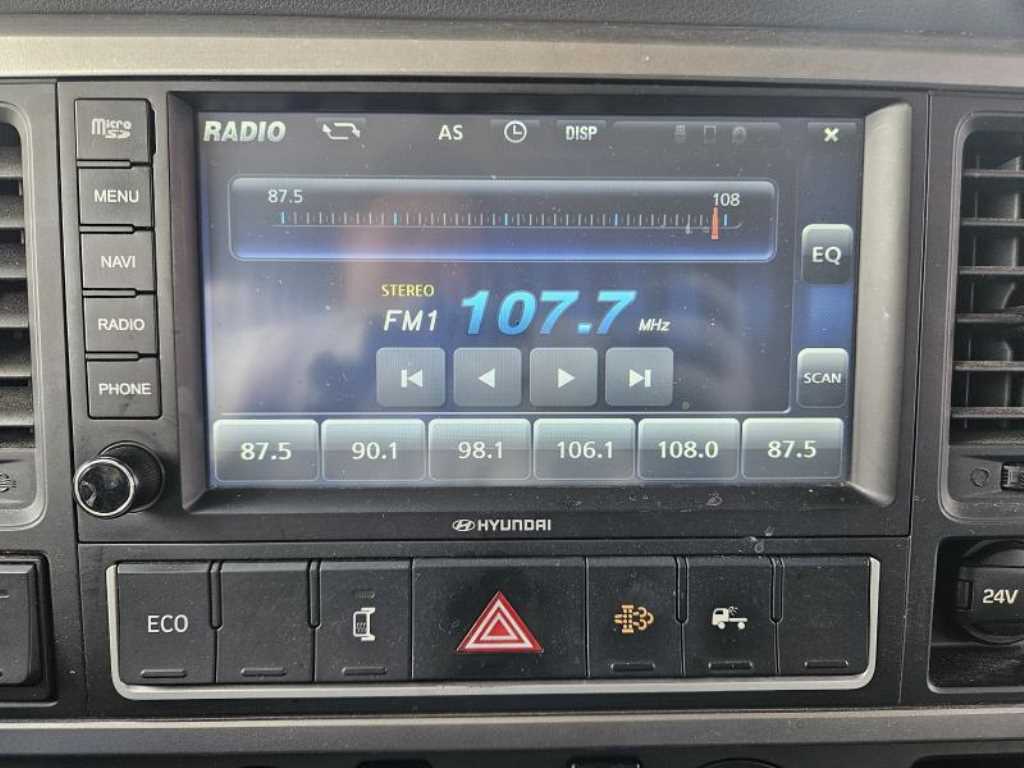 Micro SD
RADIO AS DISP
MENU
87.5 108
NAVI
EQ
STEREO
FM1 107.7 MHz
RADIO
PHONE
SCAN
87.5 90.1 98.1 106.1 108.0 87.5
HYUNDAI
ECO
24V